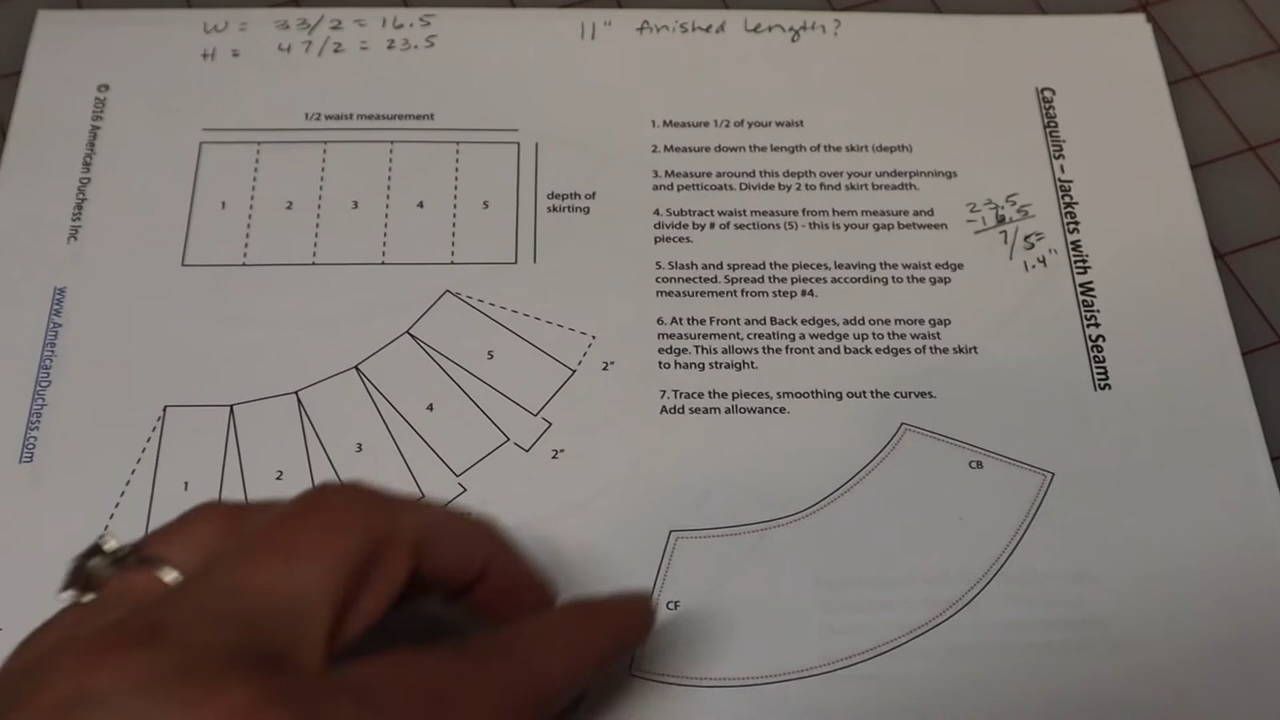 W = 33/2 = 16.5
H = 47/2 = 23.5
11" finished length?
© 2016 American Duchess Inc.
www.AmericanDuchess.com
1/2 waist measurement
1
2
3
4
5
depth of
skirting
5
2"
4
2"
3
2
1
1. Measure 1/2 of your waist
2. Measure down the length of the skirt (depth)
3. Measure around this depth over your underpinnings
and petticoats. Divide by 2 to find skirt breadth.
4. Subtract waist measure from hem measure and
divide by # of sections (5) - this is your gap between
pieces.
5. Slash and spread the pieces, leaving the waist edge
connected. Spread the pieces according to the gap
measurement from step #4.
6. At the Front and Back edges, add one more gap
measurement, creating a wedge up to the waist
edge. This allows the front and back edges of the skirt
to hang straight.
7. Trace the pieces, smoothing out the curves.
Add seam allowance.
23.5
-16.5
7/5=
1.4"
Casaquins – Jackets with Waist Seams
CB
CF